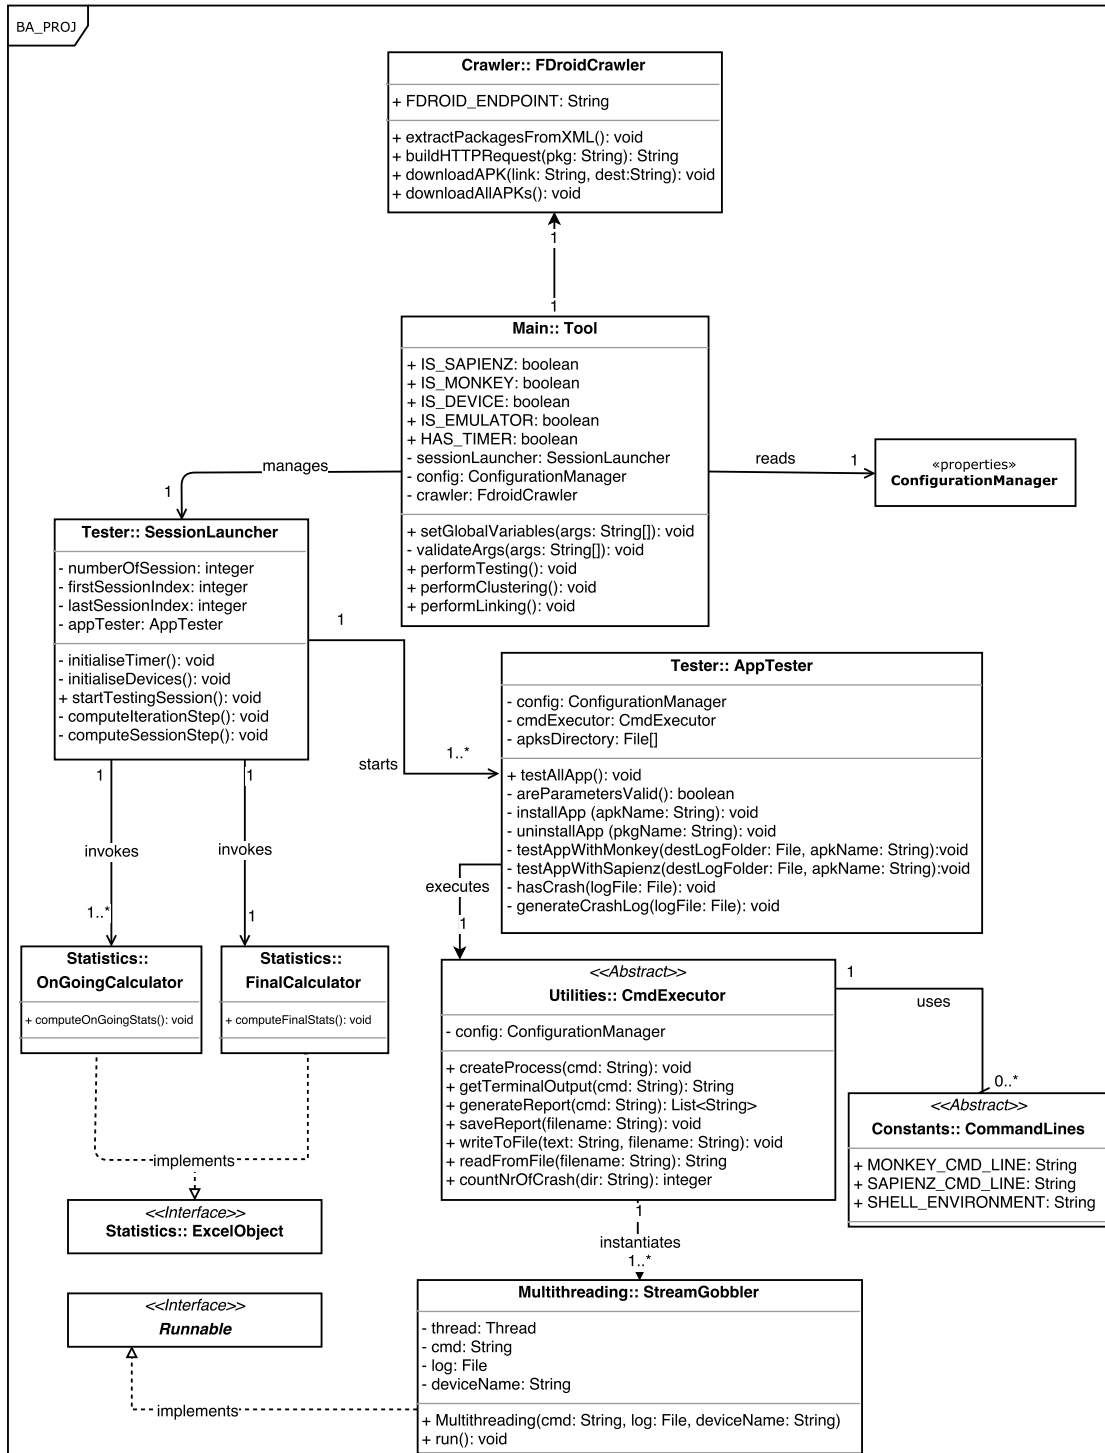 BA_PROJ
Crawler:: FDroidCrawler
+ FDROID_ENDPOINT: String
+ extractPackagesFromXML(): void
+ buildHTTPRequest(pkg: String): String
+ downloadAPK(link: String, dest:String): void
+ downloadAllAPKs(): void
1
1
Main:: Tool
+ IS_SAPIENZ: boolean
+ IS_MONKEY: boolean
+ IS_DEVICE: boolean
+ IS_EMULATOR: boolean
+ HAS_TIMER: boolean
- sessionLauncher: SessionLauncher
- config: ConfigurationManager
- crawler: FdroidCrawler
+ setGlobalVariables(args: String[]): void
- validateArgs(args: String[]): void
+ performTesting(): void
+ performClustering(): void
+ performLinking(): void
manages
1
reads
1
«properties»
ConfigurationManager
Tester:: SessionLauncher
- numberOfSession: integer
- firstSessionIndex: integer
- lastSessionIndex: integer
- appTester: AppTester
- initialiseTimer(): void
- initialiseDevices(): void
+ startTestingSession(): void
- computeIterationStep(): void
- computeSessionStep(): void
1
starts
1..*
Tester:: AppTester
- config: ConfigurationManager
- cmdExecutor: CmdExecutor
- apksDirectory: File[]
+ testAllApp(): void
- areParametersValid(): boolean
- installApp (apkName: String): void
- uninstallApp (pkgName: String): void
- testAppWithMonkey(destLogFolder: File, apkName: String):void
- testAppWithSapienz(destLogFolder: File, apkName: String):void
- hasCrash(logFile: File): void
- generateCrashLog(logFile: File): void
1
invokes
1..*
1
invokes
1
executes
1
Statistics::
OnGoingCalculator
+ computeOnGoingStats(): void
Statistics::
FinalCalculator
+ computeFinalStats(): void
<<Abstract>>
Utilities:: CmdExecutor
- config: ConfigurationManager
+ createProcess(cmd: String): void
+ getTerminalOutput(cmd: String): String
+ generateReport(cmd: String): List<String>
+ saveReport(filename: String): void
+ writeToFile(text: String, filename: String): void
+ readFromFile(filename: String): String
+ countNrOfCrash(dir: String): integer
1
uses
0..*
<<Abstract>>
Constants:: CommandLines
+ MONKEY_CMD_LINE: String
+ SAPIENZ_CMD_LINE: String
+ SHELL_ENVIRONMENT: String
implements
<<Interface>>
Statistics:: ExcelObject
1
instantiates
1..*
<<Interface>>
Runnable
implements
Multithreading:: StreamGobbler
- thread: Thread
- cmd: String
- log: File
- deviceName: String
+ Multithreading(cmd: String, log: File, deviceName: String)
+ run(): void